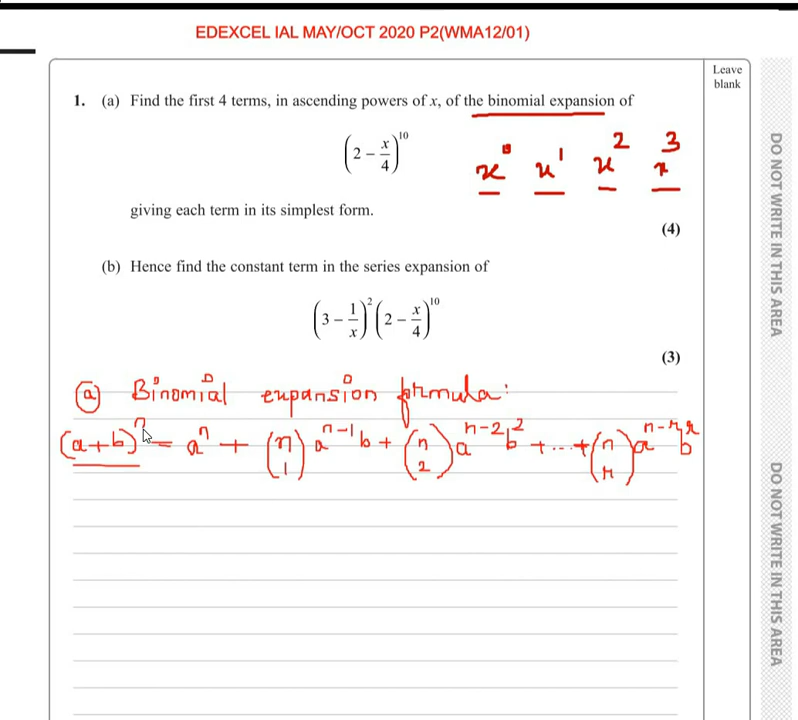 EDEXCEL IAL MAY/OCT 2020 P2(WMA12/01)
Leave
blank
1. (a) Find the first 4 terms, in ascending powers of x, of the binomial expansion of
(2 − x/4)^10
x^0 x^1 x^2 x^3
giving each term in its simplest form.
(4)
(b) Hence find the constant term in the series expansion of
(3 − 1/x)^2 (2 − x/4)^10
(3)
(a) Binomial expansion formula:
(a+b)^n = a^n + (n 1) a^(n-1) b + (n 2) a^(n-2) b^2 + ... + (n r) a^(n-r) b^r
DO NOT WRITE IN THIS AREA
DO NOT WRITE IN THIS AREA